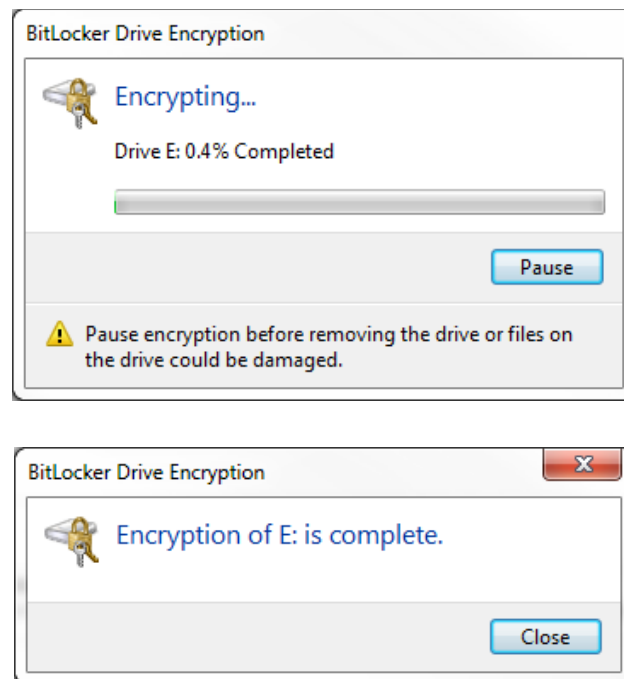 BitLocker Drive Encryption
Encrypting...
Drive E: 0.4% Completed
Pause
Pause encryption before removing the drive or files on
the drive could be damaged.
BitLocker Drive Encryption
Encryption of E: is complete.
Close